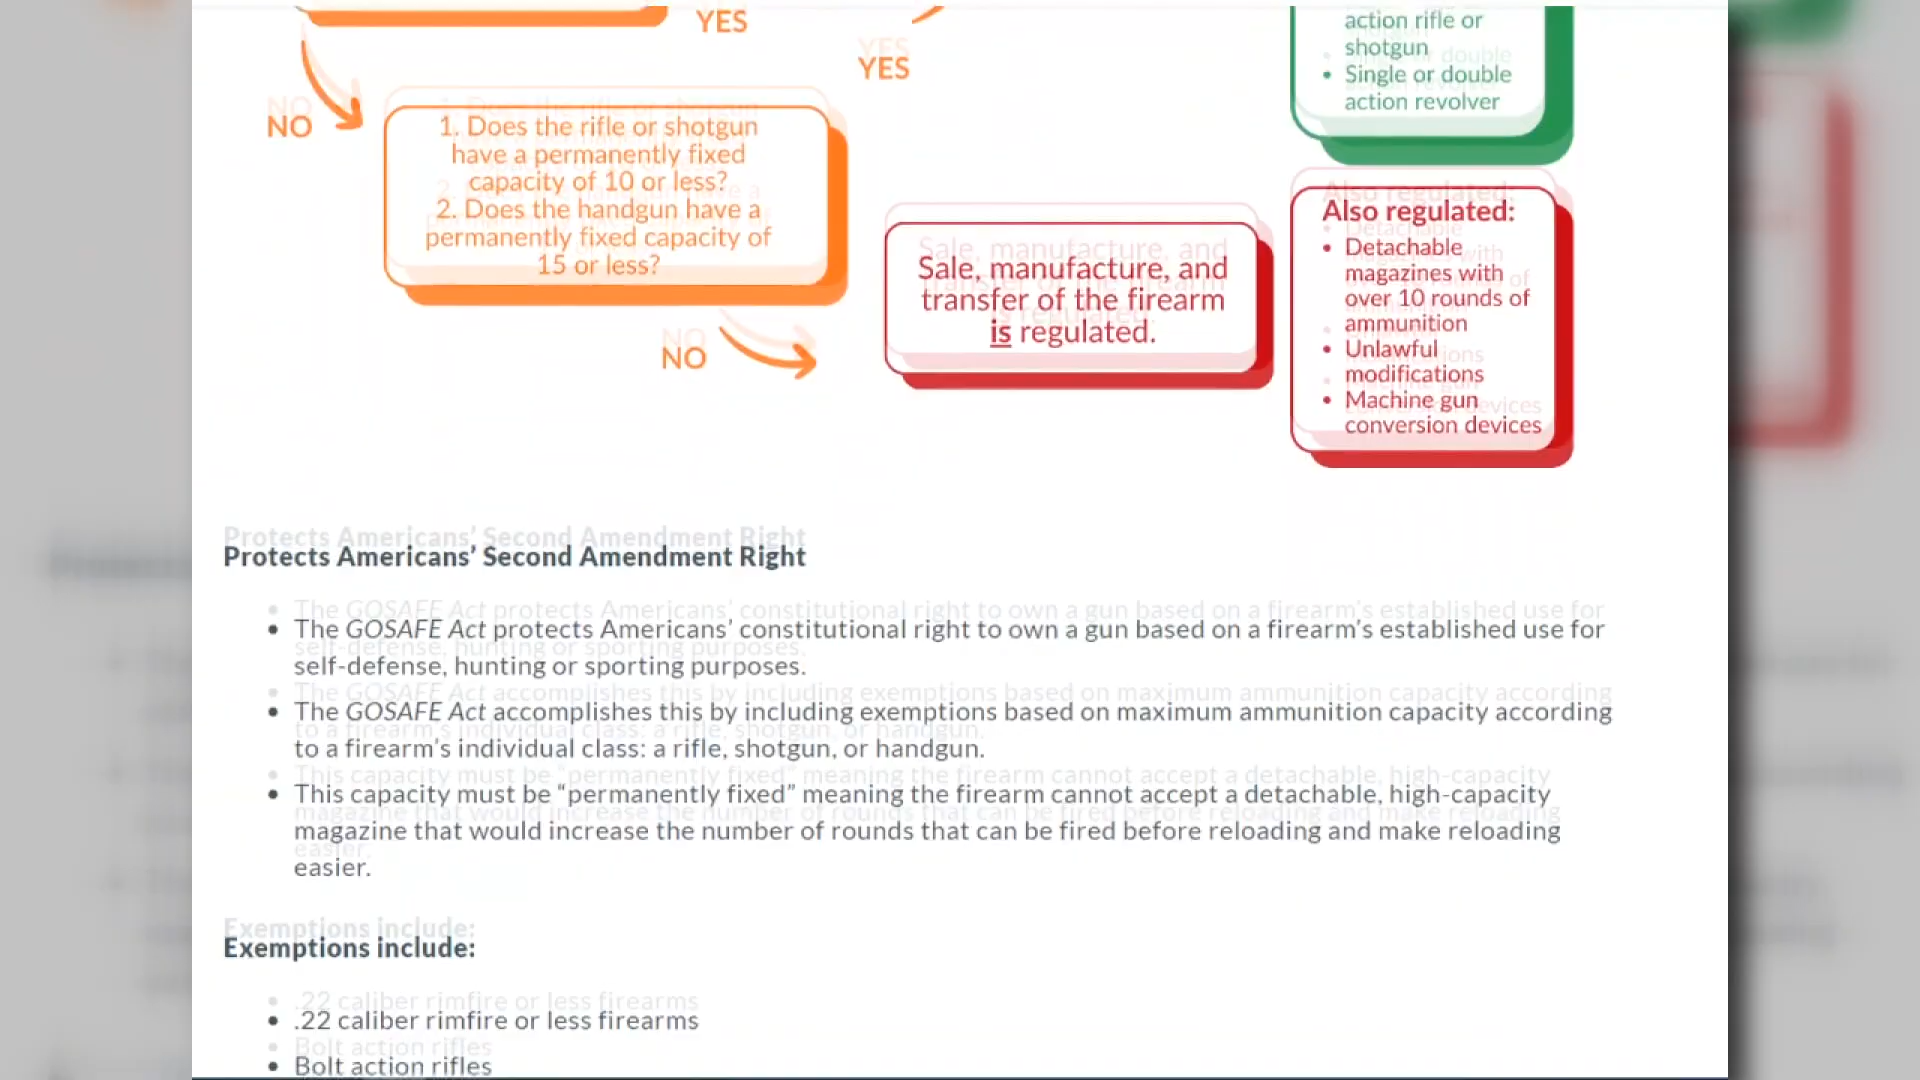 YES
YES
NO
1. Does the rifle or shotgun
have a permanently fixed
capacity of 10 or less?
2. Does the handgun have a
permanently fixed capacity of
15 or less?
NO
Sale, manufacture, and
transfer of the firearm
is regulated.
action rifle or
shotgun
• Single or double
action revolver
Also regulated:
• Detachable
magazines with
over 10 rounds of
ammunition
• Unlawful
modifications
• Machine gun
conversion devices
Protects Americans’ Second Amendment Right
• The GOSAFE Act protects Americans’ constitutional right to own a gun based on a firearm’s established use for
self-defense, hunting or sporting purposes.
• The GOSAFE Act accomplishes this by including exemptions based on maximum ammunition capacity according
to a firearm’s individual class: a rifle, shotgun, or handgun.
• This capacity must be “permanently fixed” meaning the firearm cannot accept a detachable, high-capacity
magazine that would increase the number of rounds that can be fired before reloading and make reloading
easier.
Exemptions include:
• .22 caliber rimfire or less firearms
• Bolt action rifles